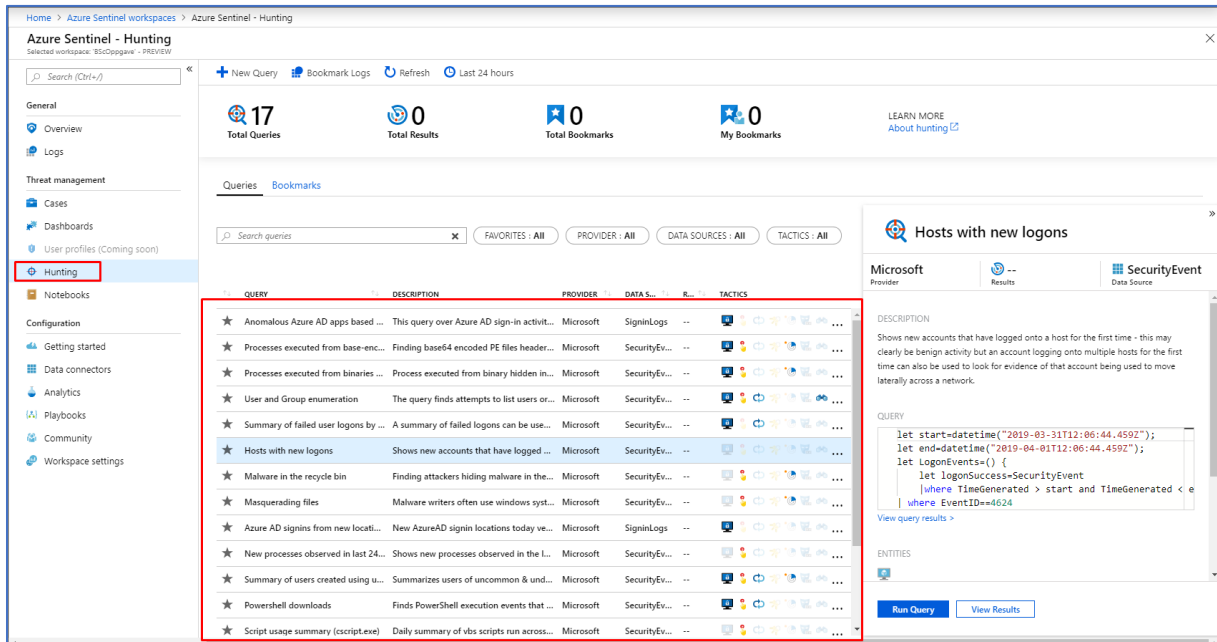 Home > Azure Sentinel workspaces > Azure Sentinel - Hunting
Azure Sentinel - Hunting
Selected workspace: 'BScOppgave' - PREVIEW
Search (Ctrl+/)
General
Overview
Logs
Threat management
Cases
Dashboards
User profiles (Coming soon)
Hunting
Notebooks
Configuration
Getting started
Data connectors
Analytics
Playbooks
Community
Workspace settings
New Query Bookmark Logs Refresh Last 24 hours
17 Total Queries
0 Total Results
0 Total Bookmarks
0 My Bookmarks
LEARN MORE
About hunting
Queries Bookmarks
Search queries
FAVORITES : All PROVIDER : All DATA SOURCES : All TACTICS : All
QUERY DESCRIPTION PROVIDER DATA S... R... TACTICS
Anomalous Azure AD apps based ... This query over Azure AD sign-in activit... Microsoft SigninLogs -- ...
Processes executed from base-enc... Finding base64 encoded PE files header... Microsoft SecurityEv... -- ...
Processes executed from binaries ... Process executed from binary hidden in... Microsoft SecurityEv... -- ...
User and Group enumeration The query finds attempts to list users or... Microsoft SecurityEv... -- ...
Summary of failed user logons by ... A summary of failed logons can be use... Microsoft SecurityEv... -- ...
Hosts with new logons Shows new accounts that have logged ... Microsoft SecurityEv... -- ...
Malware in the recycle bin Finding attackers hiding malware in the... Microsoft SecurityEv... -- ...
Masquerading files Malware writers often use windows syst... Microsoft SecurityEv... -- ...
Azure AD signins from new locati... New AzureAD signin locations today ve... Microsoft SigninLogs -- ...
New processes observed in last 24... Shows new processes observed in the l... Microsoft SecurityEv... -- ...
Summary of users created using u... Summarizes users of uncommon & und... Microsoft SecurityEv... -- ...
Powershell downloads Finds PowerShell execution events that ... Microsoft SecurityEv... -- ...
Script usage summary (cscript.exe) Daily summary of vbs scripts run across... Microsoft SecurityEv... -- ...
Hosts with new logons
Microsoft -- SecurityEvent
Provider Results Data Source
DESCRIPTION
Shows new accounts that have logged onto a host for the first time - this may
clearly be benign activity but an account logging onto multiple hosts for the first
time can also be used to look for evidence of that account being used to move
laterally across a network.
QUERY
let start=datetime("2019-03-31T12:06:44.459Z");
let end=datetime("2019-04-01T12:06:44.459Z");
let LogonEvents=() {
let logonSuccess=SecurityEvent
|where TimeGenerated > start and TimeGenerated < e
| where EventID==4624
View query results >
ENTITIES
Run Query View Results